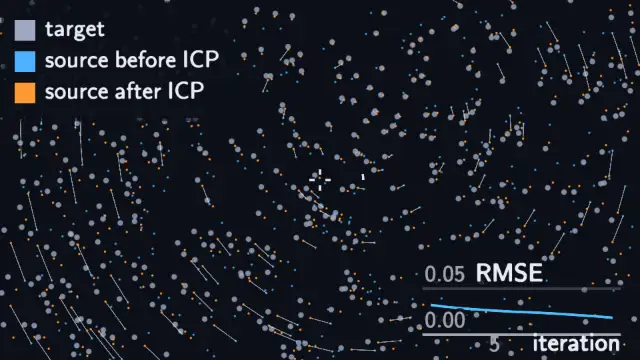 target
source before ICP
source after ICP
0.05 RMSE
0.00
5 iteration